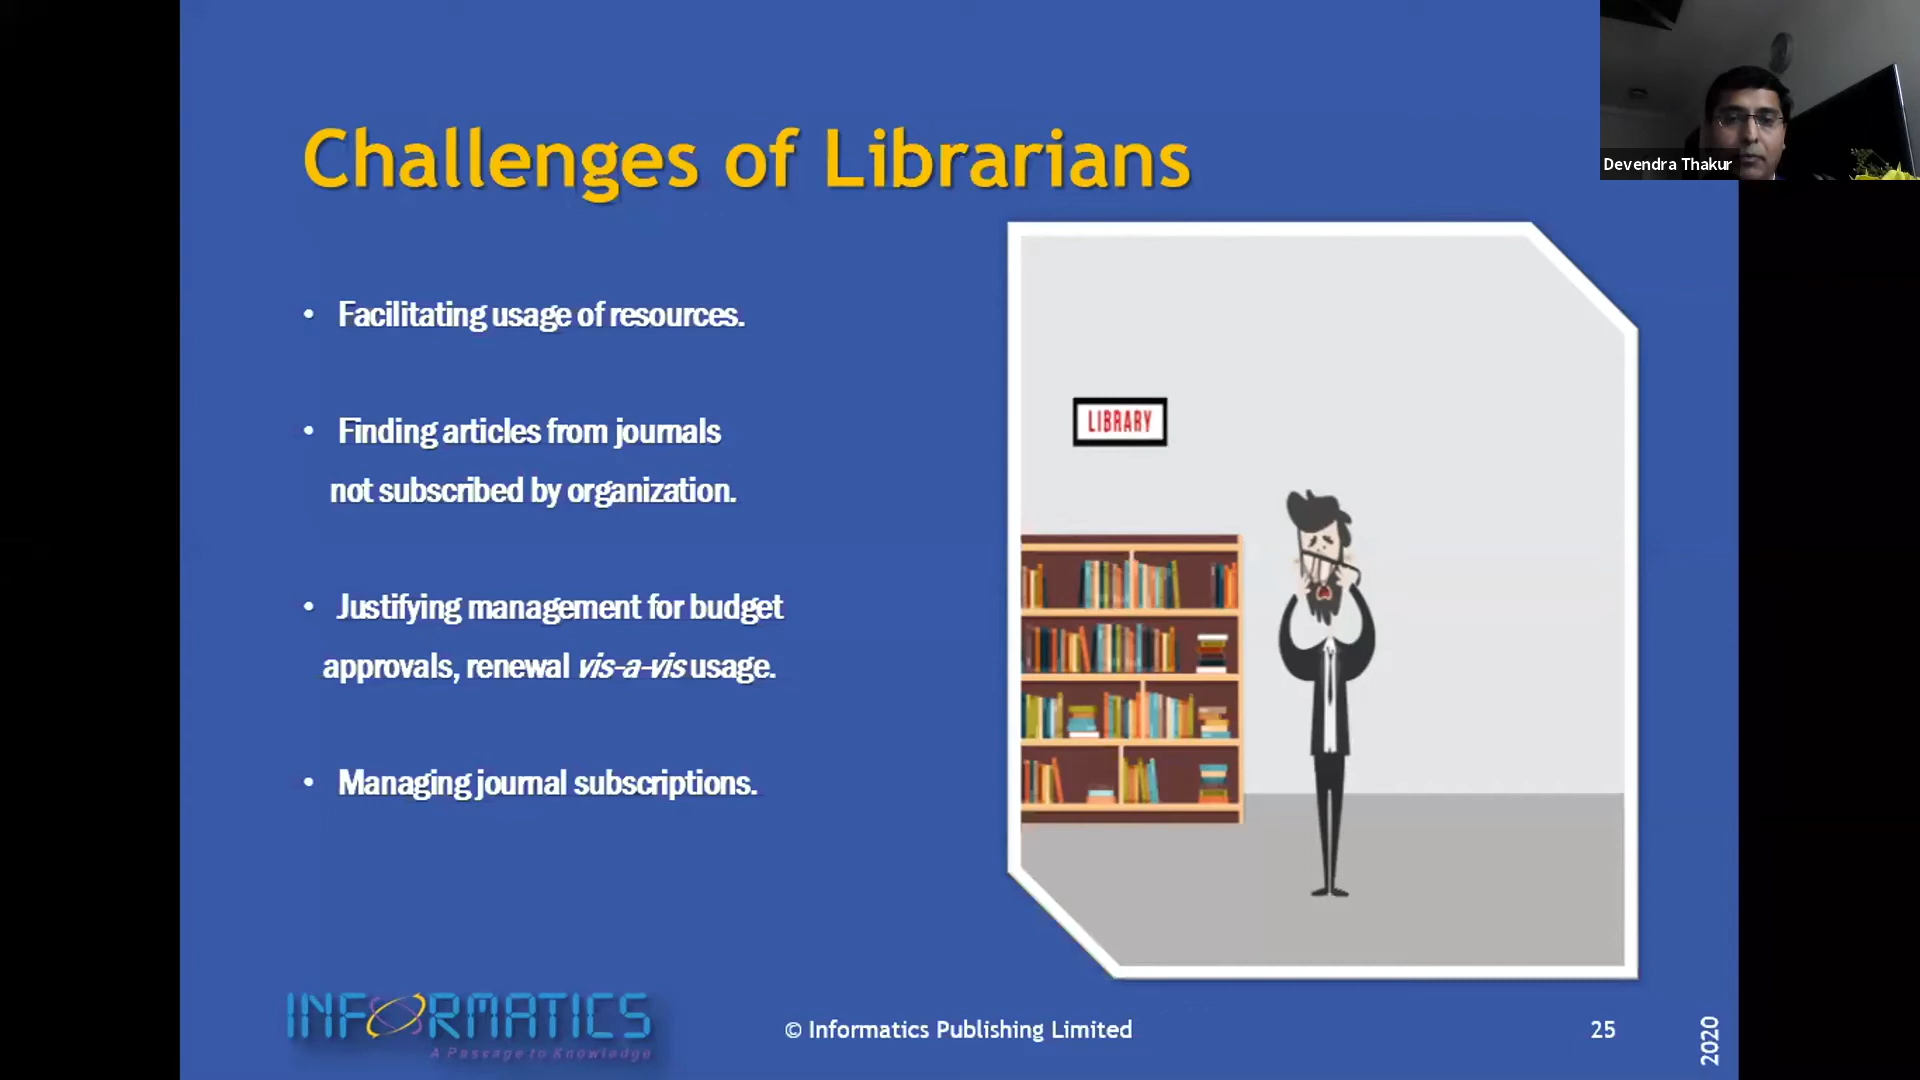 Challenges of Librarians
Devendra Thakur
• Facilitating usage of resources.
• Finding articles from journals
not subscribed by organization.
• Justifying management for budget
approvals, renewal vis-a-vis usage.
• Managing journal subscriptions.
LIBRARY
INFORMATICS
A Passage to Knowledge
© Informatics Publishing Limited
25
2020